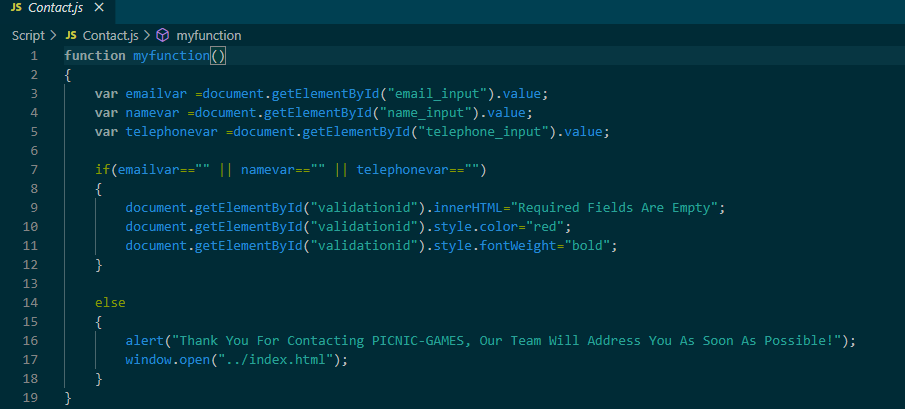 JS Contact.js ×
Script > JS Contact.js > myfunction
1 function myfunction()
2 {
3     var emailvar =document.getElementById("email_input").value;
4     var namevar =document.getElementById("name_input").value;
5     var telephonevar =document.getElementById("telephone_input").value;
6
7     if(emailvar=="" || namevar=="" || telephonevar=="")
8     {
9         document.getElementById("validationid").innerHTML="Required Fields Are Empty";
10         document.getElementById("validationid").style.color="red";
11         document.getElementById("validationid").style.fontWeight="bold";
12     }
13
14     else
15     {
16         alert("Thank You For Contacting PICNIC-GAMES, Our Team Will Address You As Soon As Possible!");
17         window.open("../index.html");
18     }
19 }